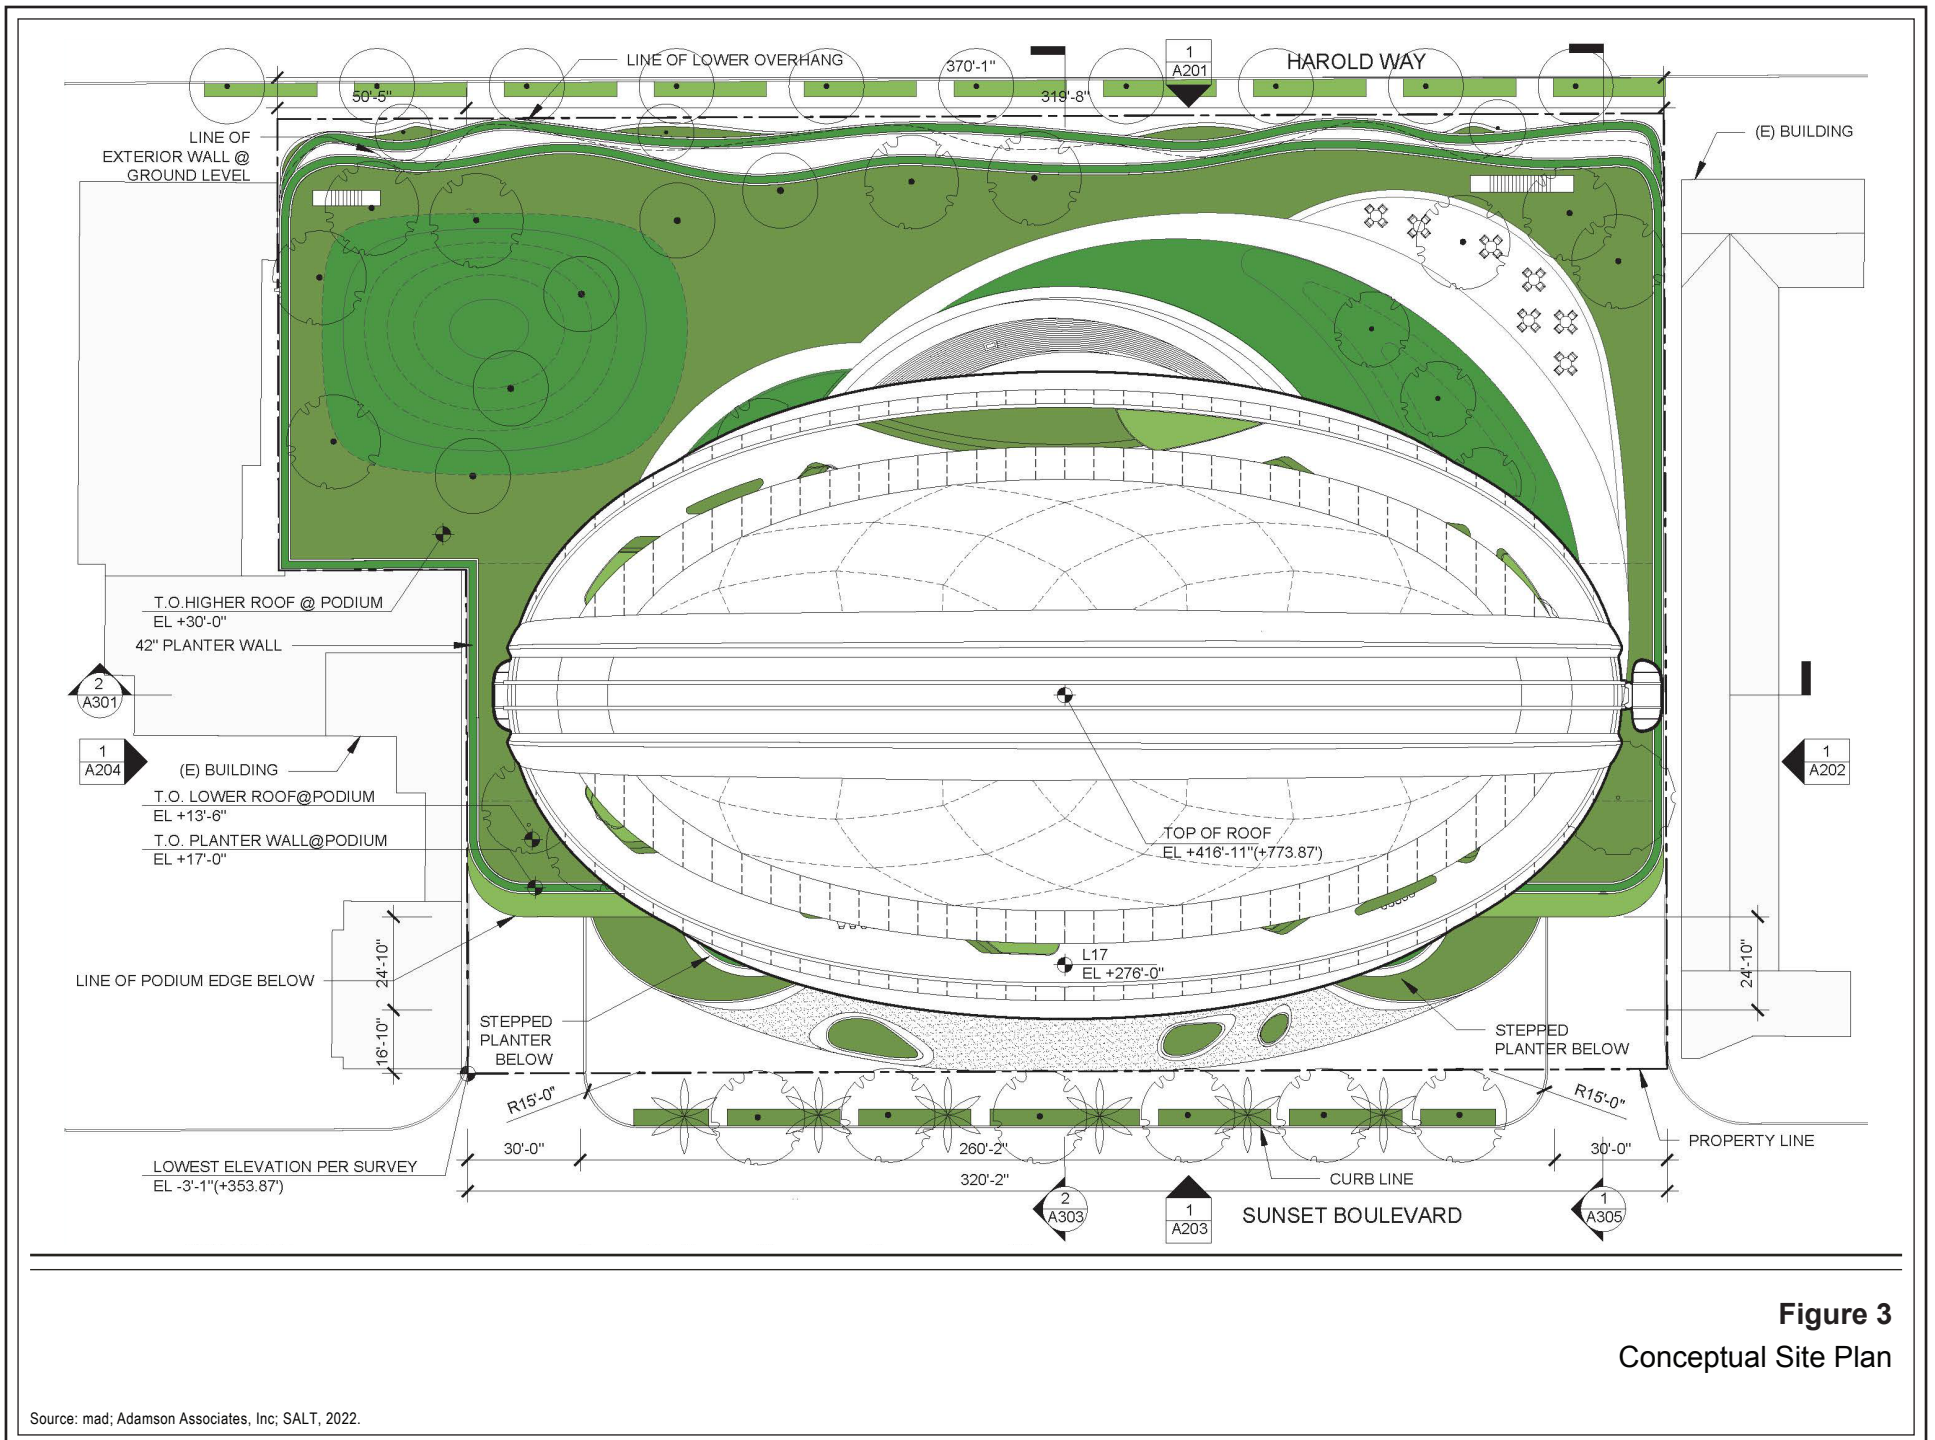 LINE OF LOWER OVERHANG
370'-1"
1
A201
HAROLD WAY
50'-5"
319'-8"
LINE OF
EXTERIOR WALL @
GROUND LEVEL
(E) BUILDING
T.O.HIGHER ROOF @ PODIUM
EL +30'-0"
42" PLANTER WALL
2
A301
1
A204
(E) BUILDING
1
A202
T.O. LOWER ROOF@PODIUM
EL +13'-6"
T.O. PLANTER WALL@PODIUM
EL +17'-0"
TOP OF ROOF
EL +416'-11"(+773.87')
L17
EL +276'-0"
24'-10"
24'-10"
LINE OF PODIUM EDGE BELOW
16'-10"
STEPPED
PLANTER
BELOW
STEPPED
PLANTER BELOW
R15'-0"
R15'-0"
30'-0"
260'-2"
30'-0"
PROPERTY LINE
LOWEST ELEVATION PER SURVEY
EL -3'-1"(+353.87')
320'-2"
CURB LINE
2
A303
1
A203
SUNSET BOULEVARD
1
A305
Figure 3
Conceptual Site Plan
Source: mad; Adamson Associates, Inc; SALT, 2022.